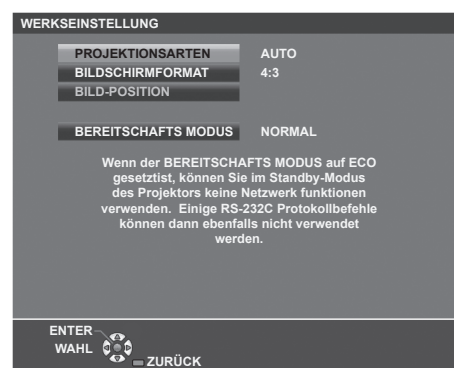 WERKSEINSTELLUNG
PROJEKTIONSARTEN AUTO
BILDSCHIRMFORMAT 4:3
BILD-POSITION
BEREITSCHAFTS MODUS NORMAL
Wenn der BEREITSCHAFTS MODUS auf ECO
gesetztist, können Sie im Standby-Modus
des Projektors keine Netzwerk funktionen
verwenden. Einige RS-232C Protokollbefehle
können dann ebenfalls nicht verwendet
werden.
ENTER
WAHL
ZURÜCK